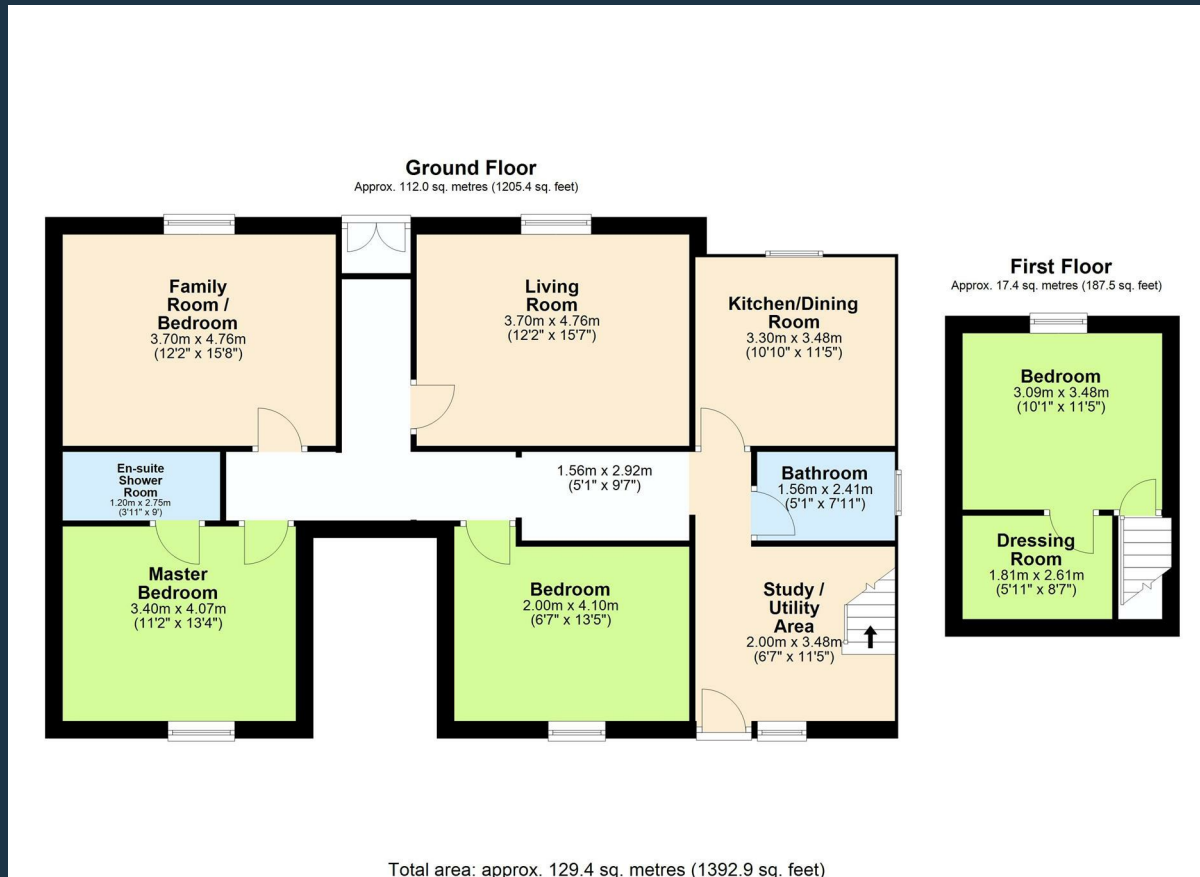 Ground Floor
Approx. 112.0 sq. metres (1205.4 sq. feet)
Family
Room /
Bedroom
3.70m x 4.76m
(12'2" x 15'8")
Living
Room
3.70m x 4.76m
(12'2" x 15'7")
Kitchen/Dining
Room
3.30m x 3.48m
(10'10" x 11'5")
En-suite
Shower
Room
1.20m x 2.75m
(3'11" x 9')
1.56m x 2.92m
(5'1" x 9'7")
Bathroom
1.56m x 2.41m
(5'1" x 7'11")
Master
Bedroom
3.40m x 4.07m
(11'2" x 13'4")
Bedroom
2.00m x 4.10m
(6'7" x 13'5")
Study /
Utility
Area
2.00m x 3.48m
(6'7" x 11'5")
First Floor
Approx. 17.4 sq. metres (187.5 sq. feet)
Bedroom
3.09m x 3.48m
(10'1" x 11'5")
Dressing
Room
1.81m x 2.61m
(5'11" x 8'7")
Total area: approx. 129.4 sq. metres (1392.9 sq. feet)